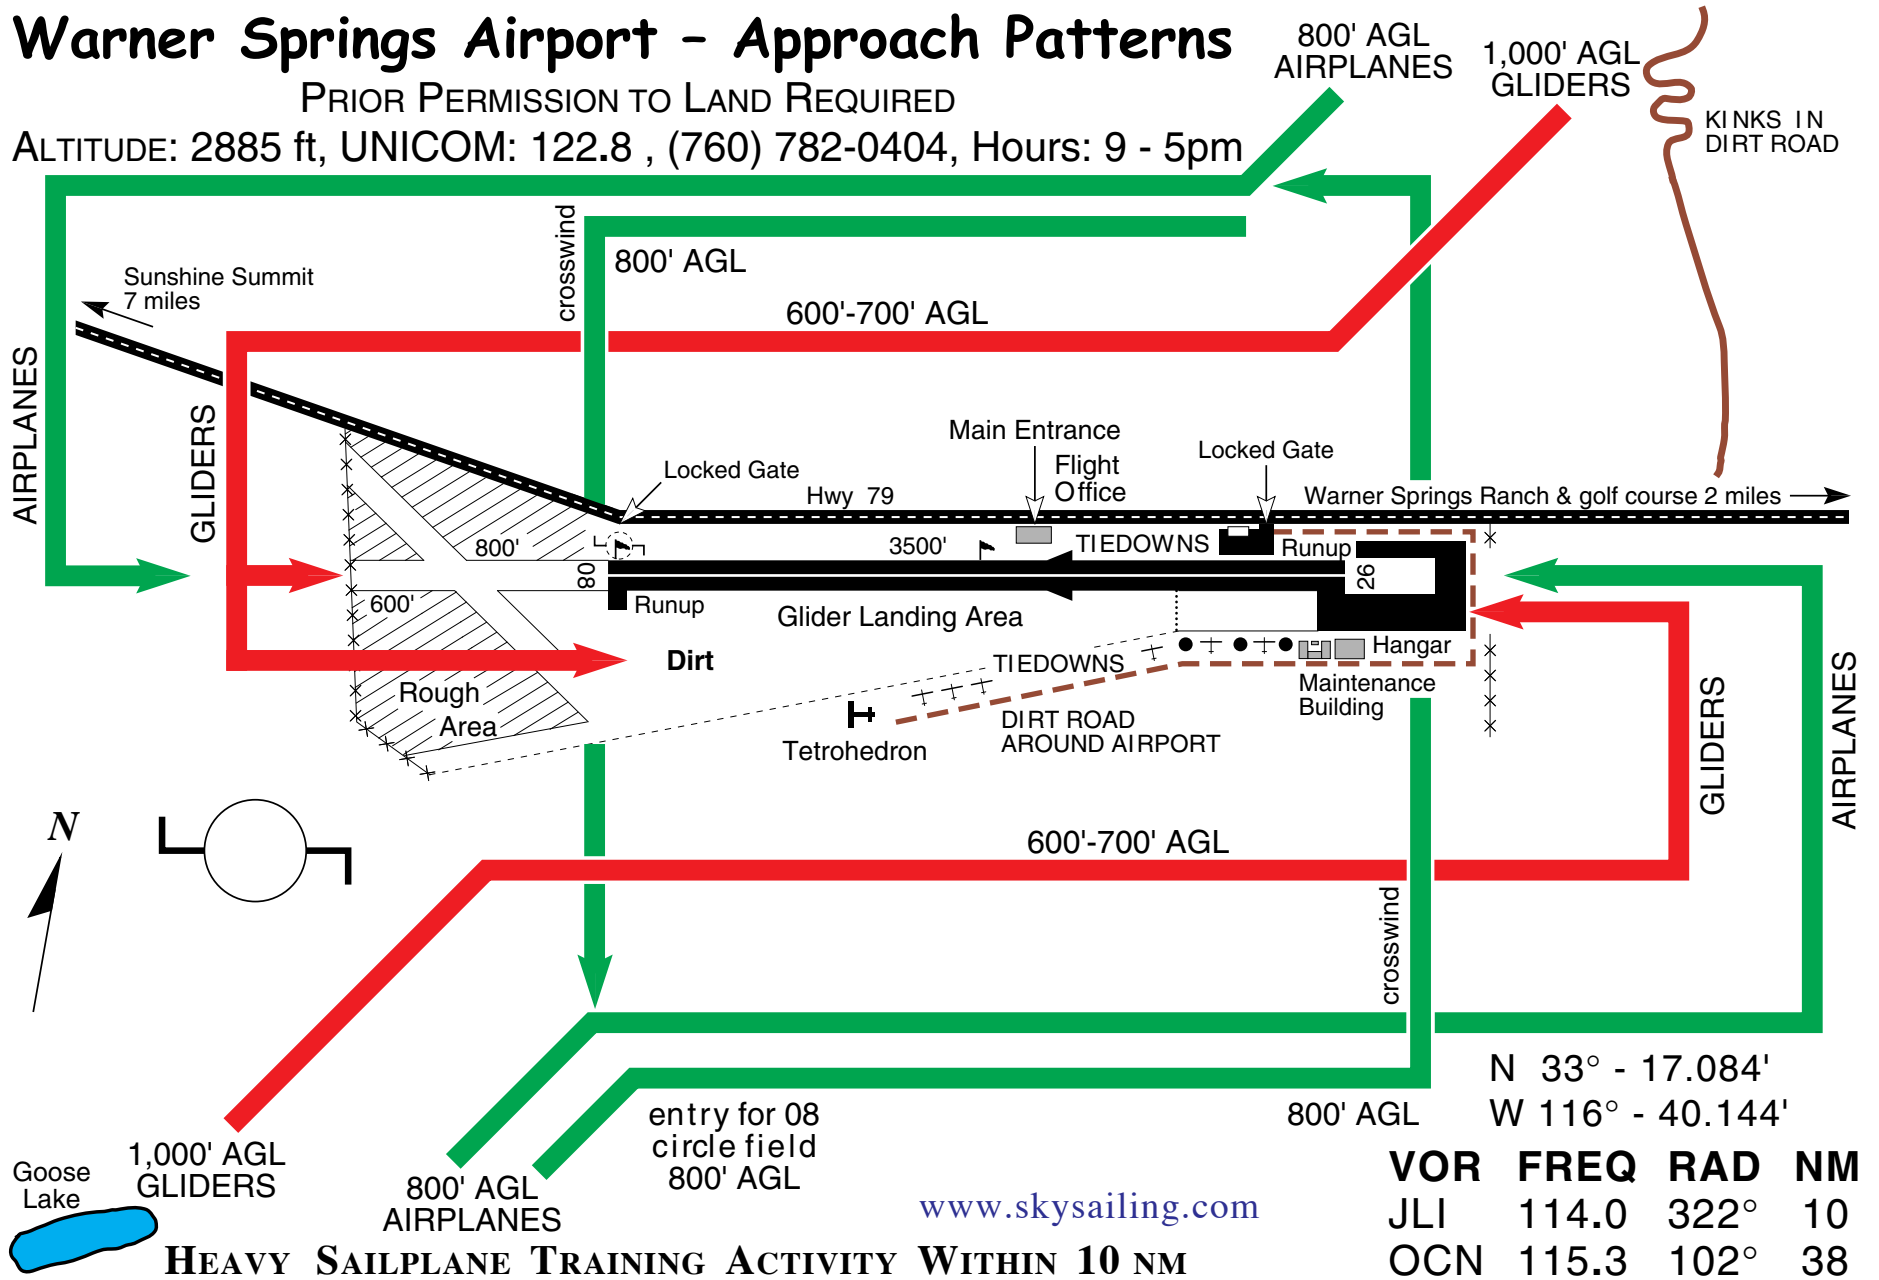 Warner Springs Airport – Approach Patterns
PRIOR PERMISSION TO LAND REQUIRED
ALTITUDE: 2885 ft, UNICOM: 122.8 , (760) 782-0404, Hours: 9 - 5pm
800' AGL
AIRPLANES
1,000' AGL
GLIDERS
KINKS IN
DIRT ROAD
crosswind
800' AGL
Sunshine Summit
7 miles
600'-700' AGL
AIRPLANES
GLIDERS
Main Entrance
Flight
Office
Locked Gate
Locked Gate
Hwy 79
Warner Springs Ranch & golf course 2 miles
800'
3500'
TIEDOWNS
Runup
08
26
600'
Runup
Glider Landing Area
Dirt
TIEDOWNS
Hangar
Rough
Area
Maintenance
Building
DIRT ROAD
AROUND AIRPORT
Tetrohedron
GLIDERS
AIRPLANES
N
600'-700' AGL
crosswind
N 33° - 17.084'
W 116° - 40.144'
entry for 08
circle field
800' AGL
800' AGL
1,000' AGL
GLIDERS
Goose
Lake
800' AGL
AIRPLANES
www.skysailing.com
VOR FREQ RAD NM
JLI 114.0 322° 10
OCN 115.3 102° 38
HEAVY SAILPLANE TRAINING ACTIVITY WITHIN 10 NM